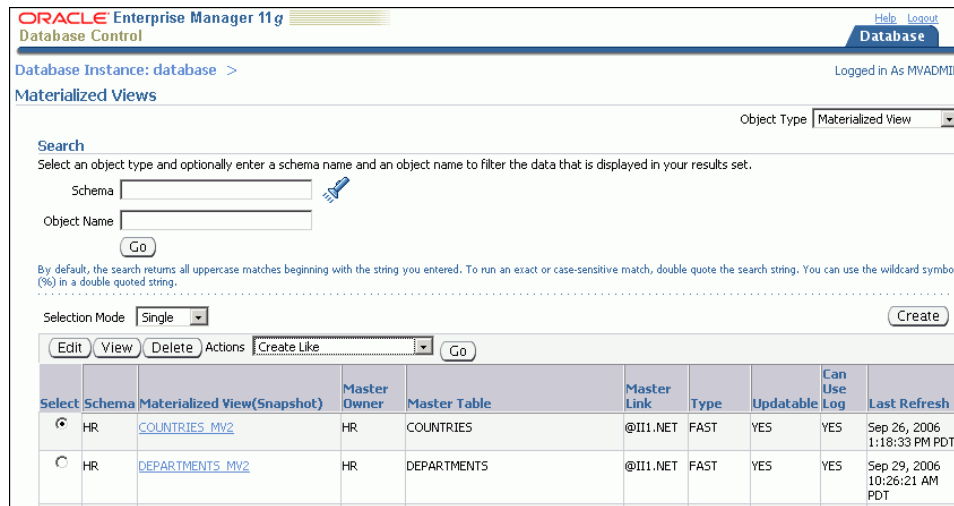 ORACLE Enterprise Manager 11g
Database Control
Help Logout
Database
Database Instance: database >
Logged in As MVADMI
Materialized Views
Object Type Materialized View
Search
Select an object type and optionally enter a schema name and an object name to filter the data that is displayed in your results set.
Schema
Object Name
Go
By default, the search returns all uppercase matches beginning with the string you entered. To run an exact or case-sensitive match, double quote the search string. You can use the wildcard symbo
(%) in a double quoted string.
Selection Mode Single
Create
Edit View Delete Actions Create Like Go
Select Schema Materialized View(Snapshot) Master Owner Master Table Master Link Type Updatable Can Use Log Last Refresh
HR COUNTRIES_MV2 HR COUNTRIES @II1.NET FAST YES YES Sep 26, 2006
1:18:33 PM PDT
HR DEPARTMENTS_MV2 HR DEPARTMENTS @II1.NET FAST YES YES Sep 29, 2006
10:26:21 AM
PDT